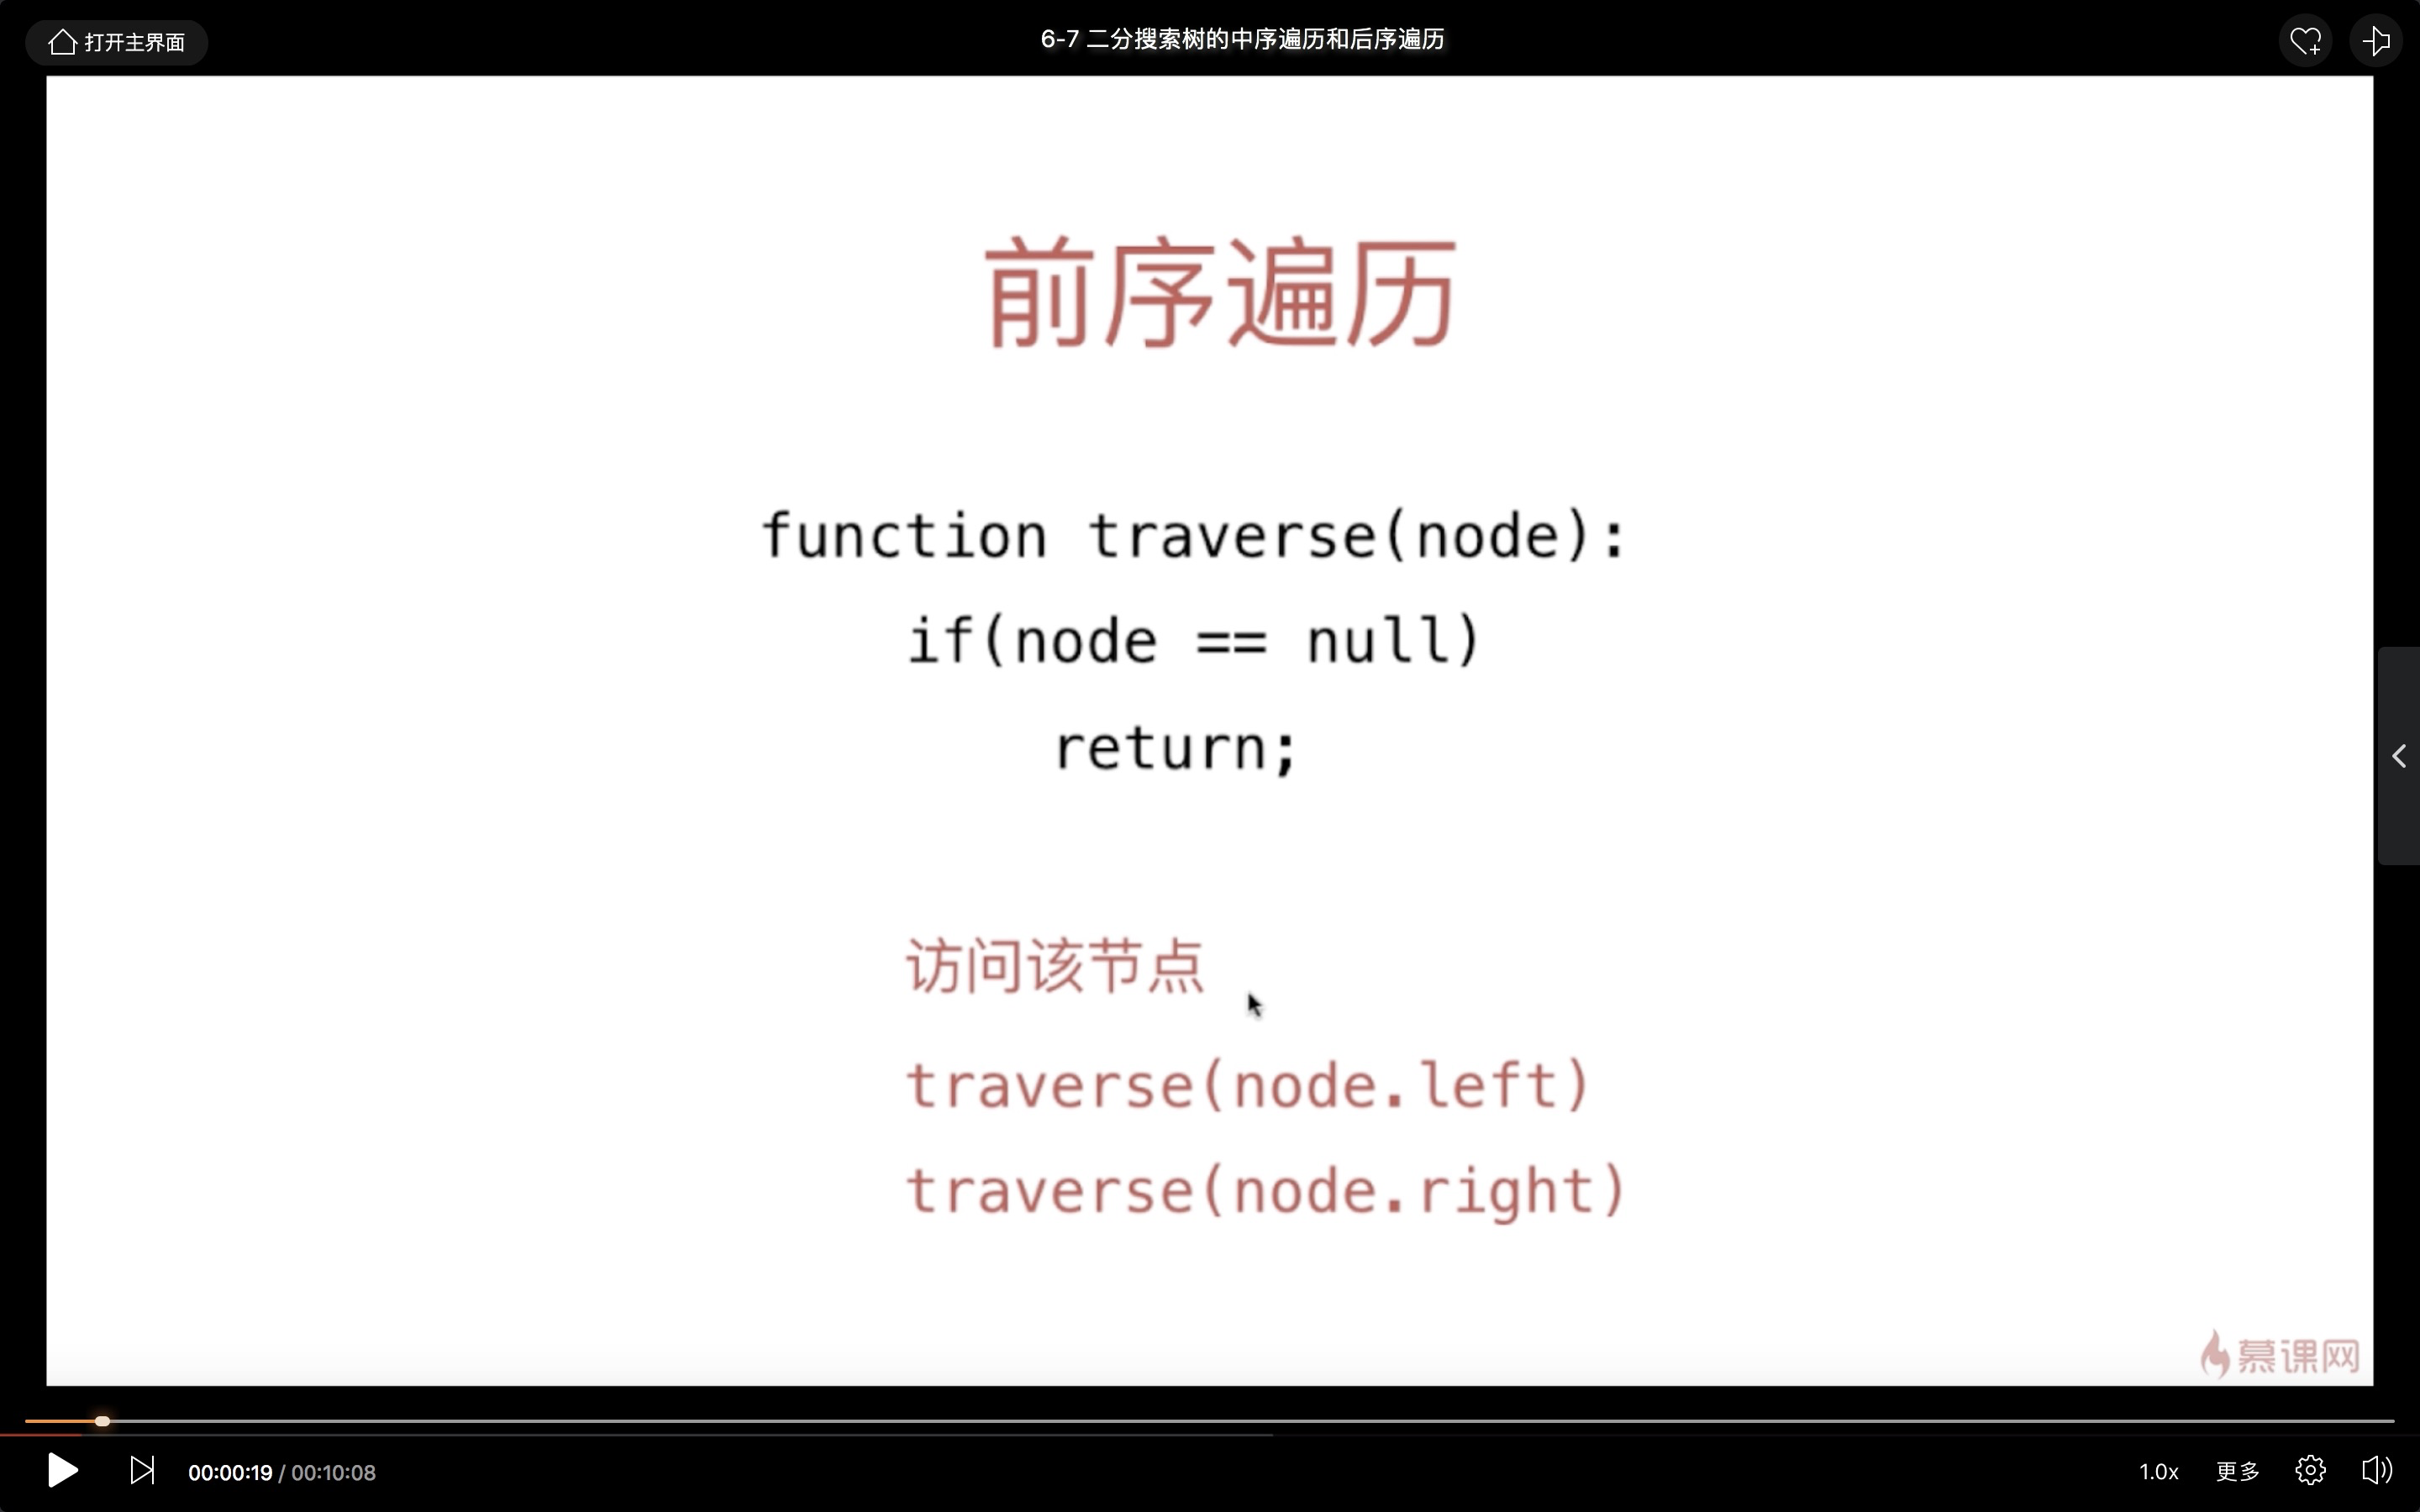 打开主界面
6-7 二分搜索树的中序遍历和后序遍历
前序遍历
function traverse(node):
if(node == null)
return;
访问该节点
traverse(node.left)
traverse(node.right)
慕课网
00:00:19 / 00:10:08
1.0x 更多